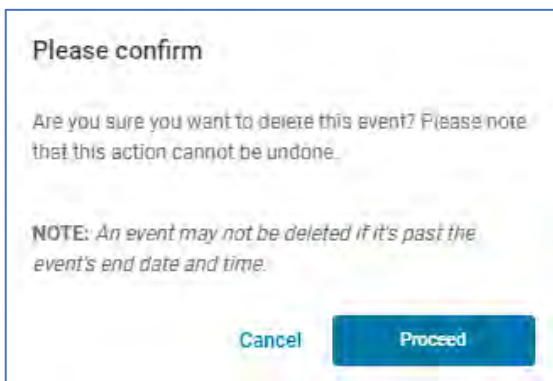 Please confirm
Are you sure you want to delete this event? Please note
that this action cannot be undone.
NOTE: An event may not be deleted if it's past the
event's end date and time.
Cancel Proceed